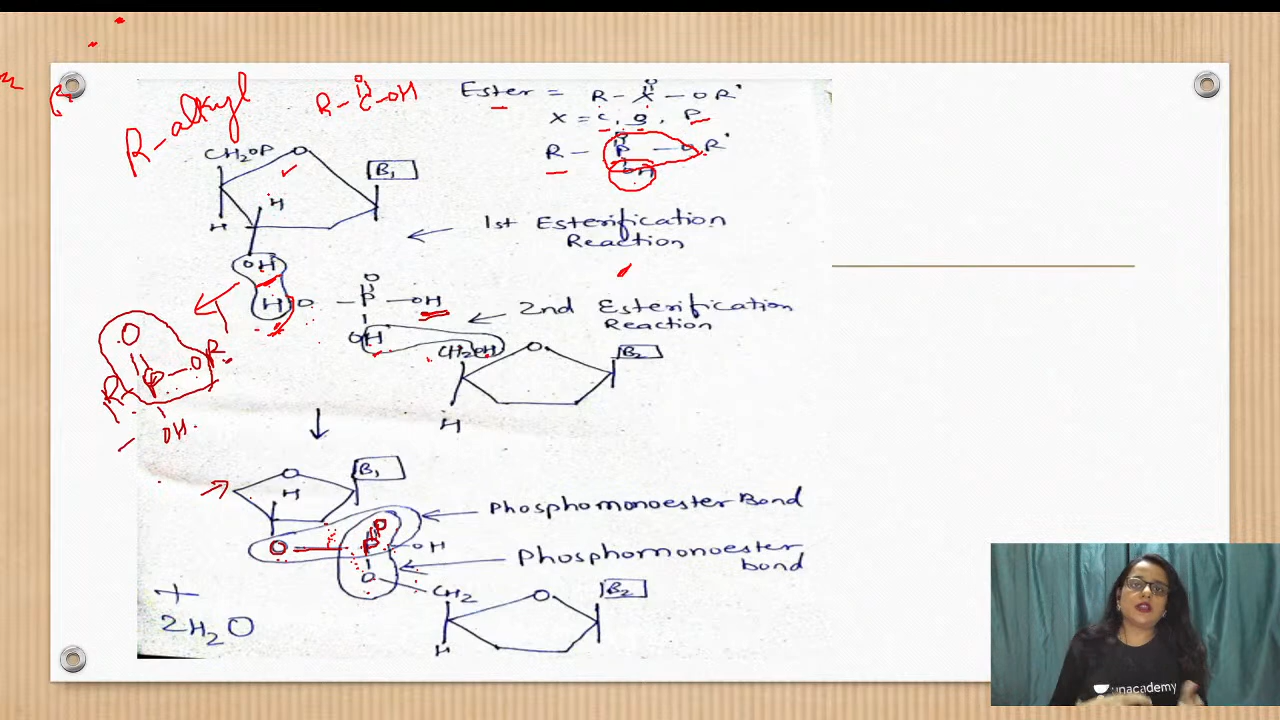 R-alkyl
R-C-OH
O
Ester = R-X-OR'
O
X = C, S, P
R-P-OR'
O
OH
CH2OP
O
B1
H
H
OH
1st Esterification
Reaction
HO-P-OH
O
OH
2nd Esterification
Reaction
CH2OH
O
B2
H
O
R-P-OR
OH
O
B1
H
Phosphomonoester Bond
O
O-P-OH
O
Phosphomonoester
bond
CH2
O
B2
H
+
2H2O
unacademy